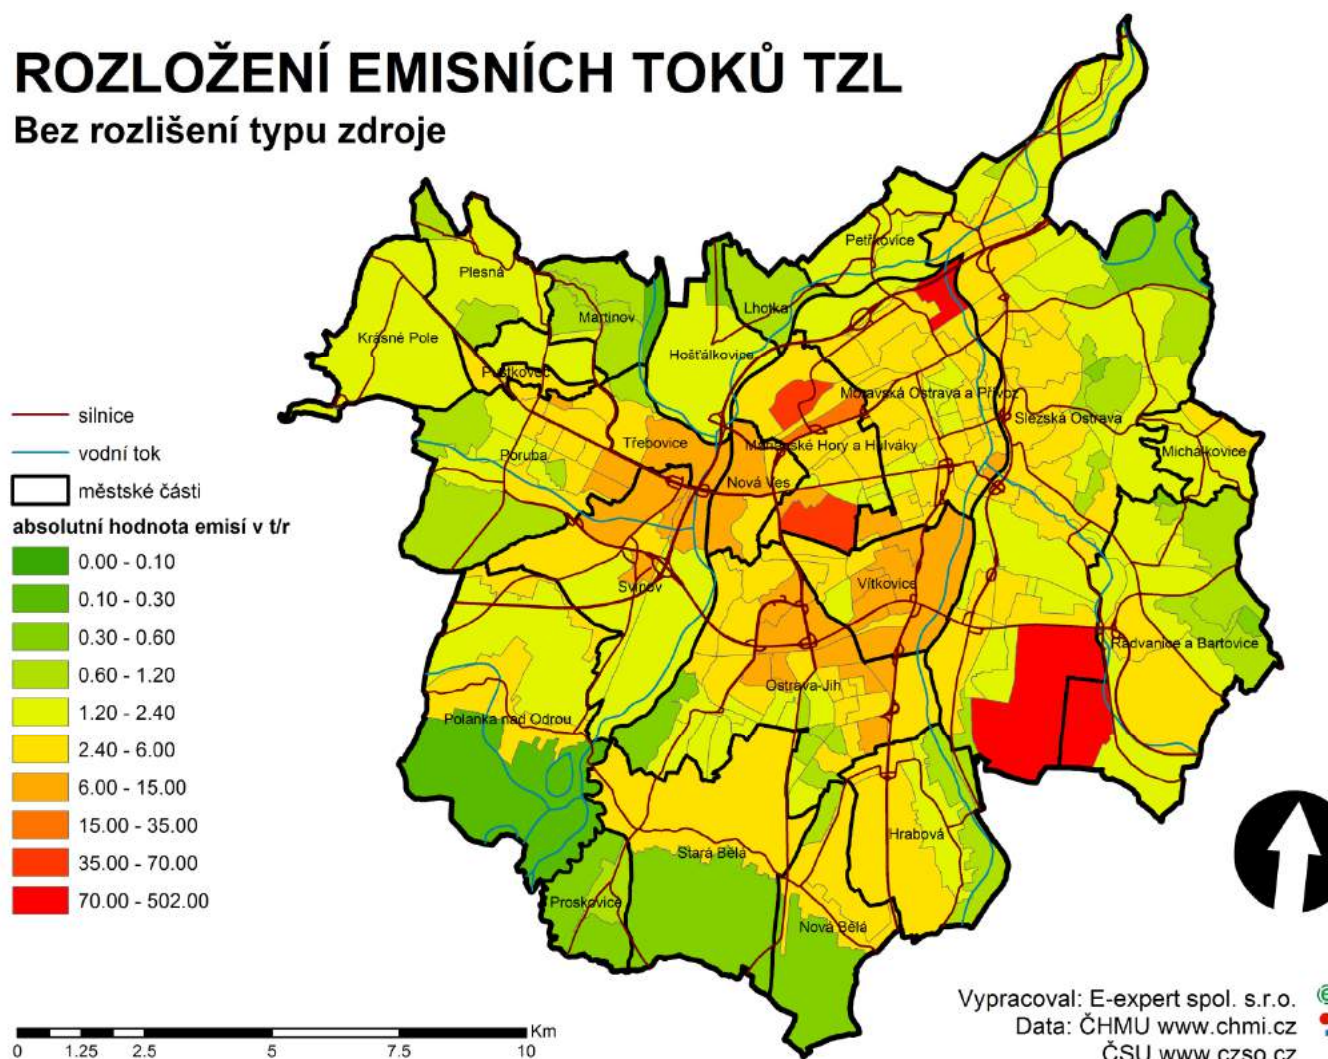 ROZLOŽENÍ EMISNÍCH TOKŮ TZL
Bez rozlišení typu zdroje
Petřkovice
Plesná
Lhotka
Martinov
Krásné Pole
Hošťálkovice
Pustkovec
Moravská Ostrava a Přívoz
Slezská Ostrava
Třebovice
Mariánské Hory a Hulváky
Michálkovice
Poruba
Nová Ves
Svinov
Vítkovice
Radvanice a Bartovice
Ostrava-Jih
Polanka nad Odrou
Hrabová
Stará Bělá
Proskovice
Nová Bělá
silnice
vodní tok
městské části
absolutní hodnota emisí v t/r
0.00 - 0.10
0.10 - 0.30
0.30 - 0.60
0.60 - 1.20
1.20 - 2.40
2.40 - 6.00
6.00 - 15.00
15.00 - 35.00
35.00 - 70.00
70.00 - 502.00
Km
0 1.25 2.5 5 7.5 10
Vypracoval: E-expert spol. s.r.o.
Data: ČHMU www.chmi.cz
ČSU www.czso.cz